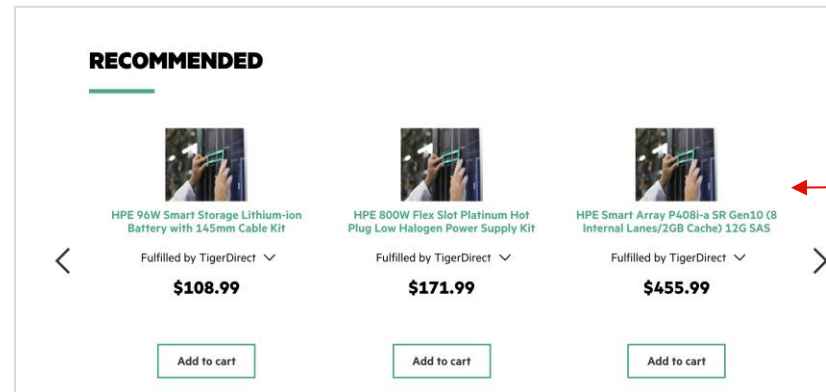 RECOMMENDED
HPE 96W Smart Storage Lithium-ion
Battery with 145mm Cable Kit
Fulfilled by TigerDirect
$108.99
Add to cart
HPE 800W Flex Slot Platinum Hot
Plug Low Halogen Power Supply Kit
Fulfilled by TigerDirect
$171.99
Add to cart
HPE Smart Array P408i-a SR Gen10 (8
Internal Lanes/2GB Cache) 12G SAS
Fulfilled by TigerDirect
$455.99
Add to cart